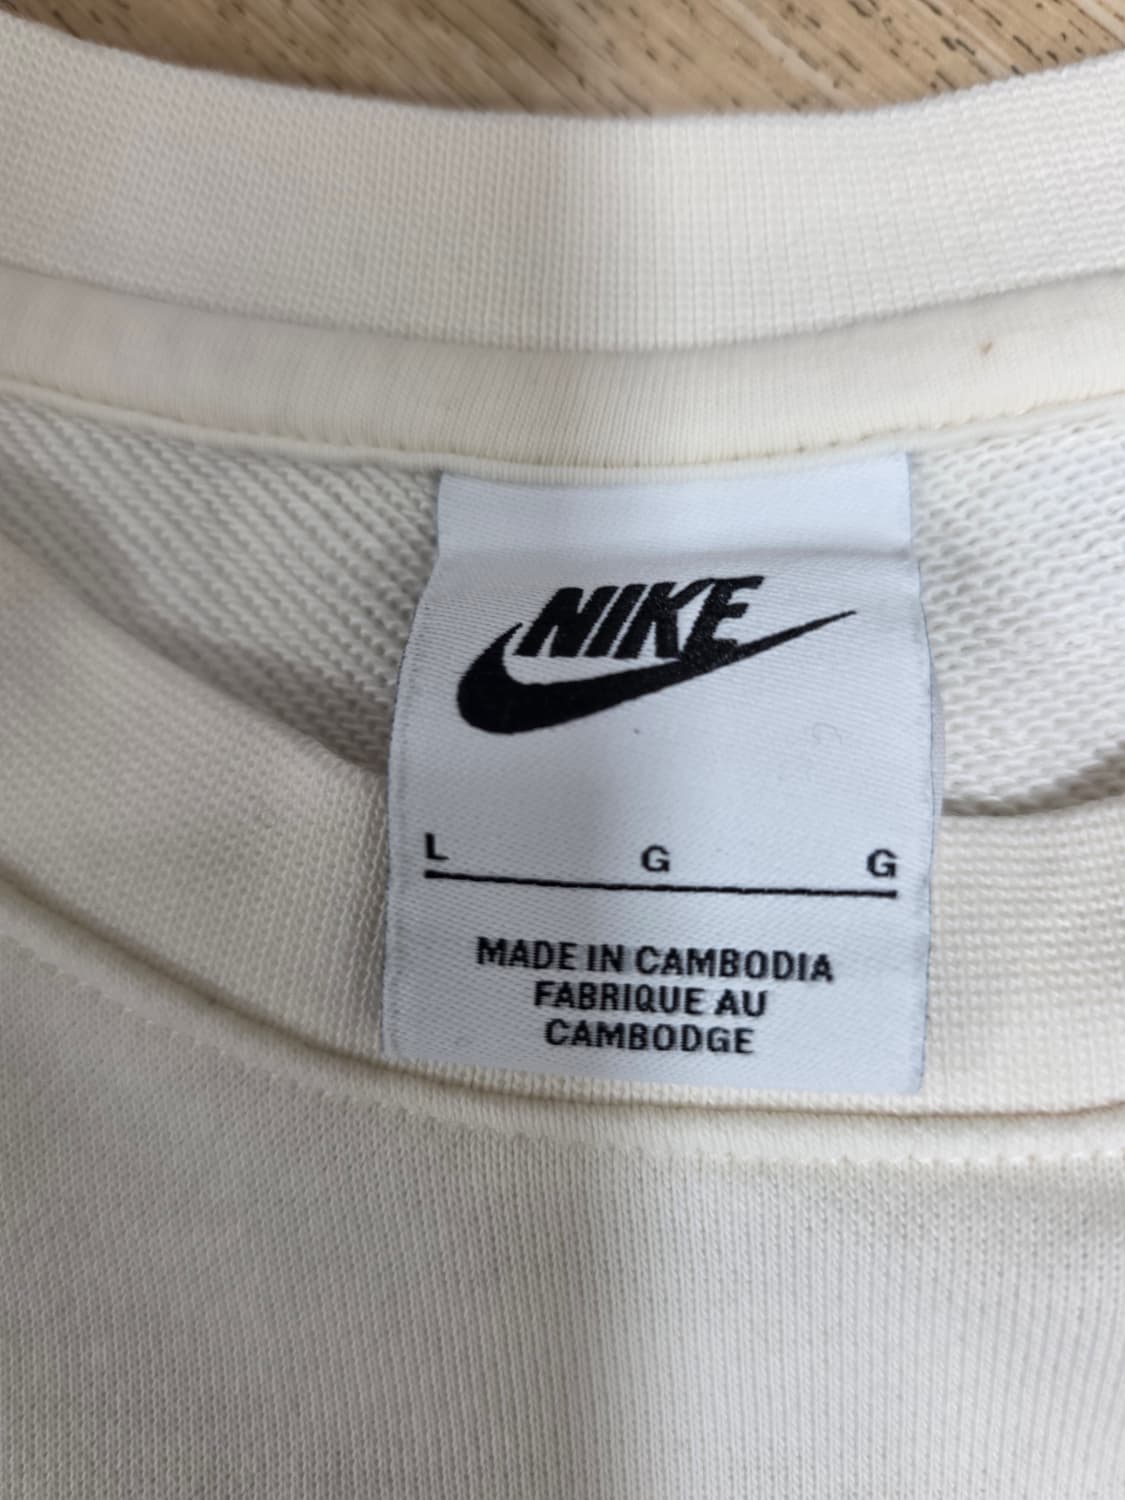 NIKE
L G G
MADE IN CAMBODIA
FABRIQUE AU
CAMBODGE